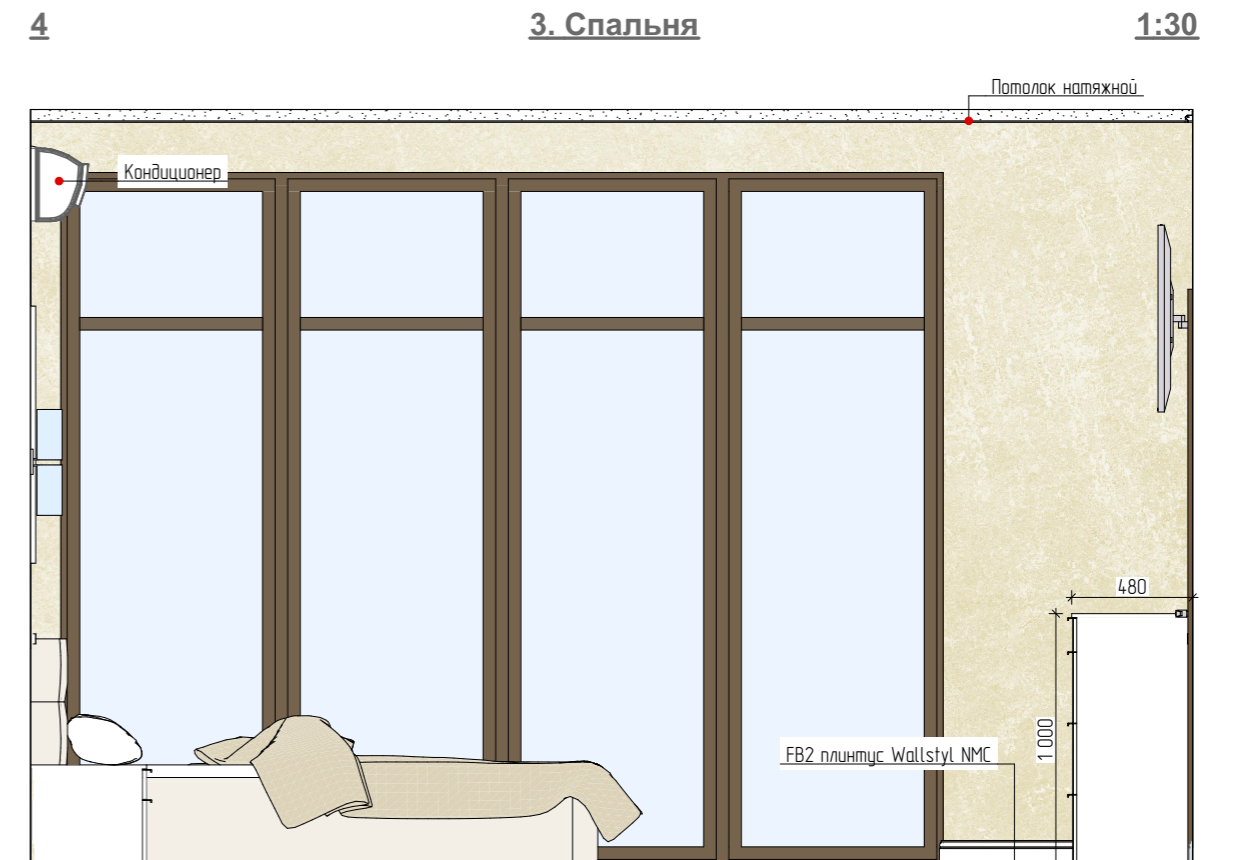 4
3. Спальня
1:30
Потолок натяжной
Кондиционер
480
1 000
FB2 плинтус Wallstyl NMC